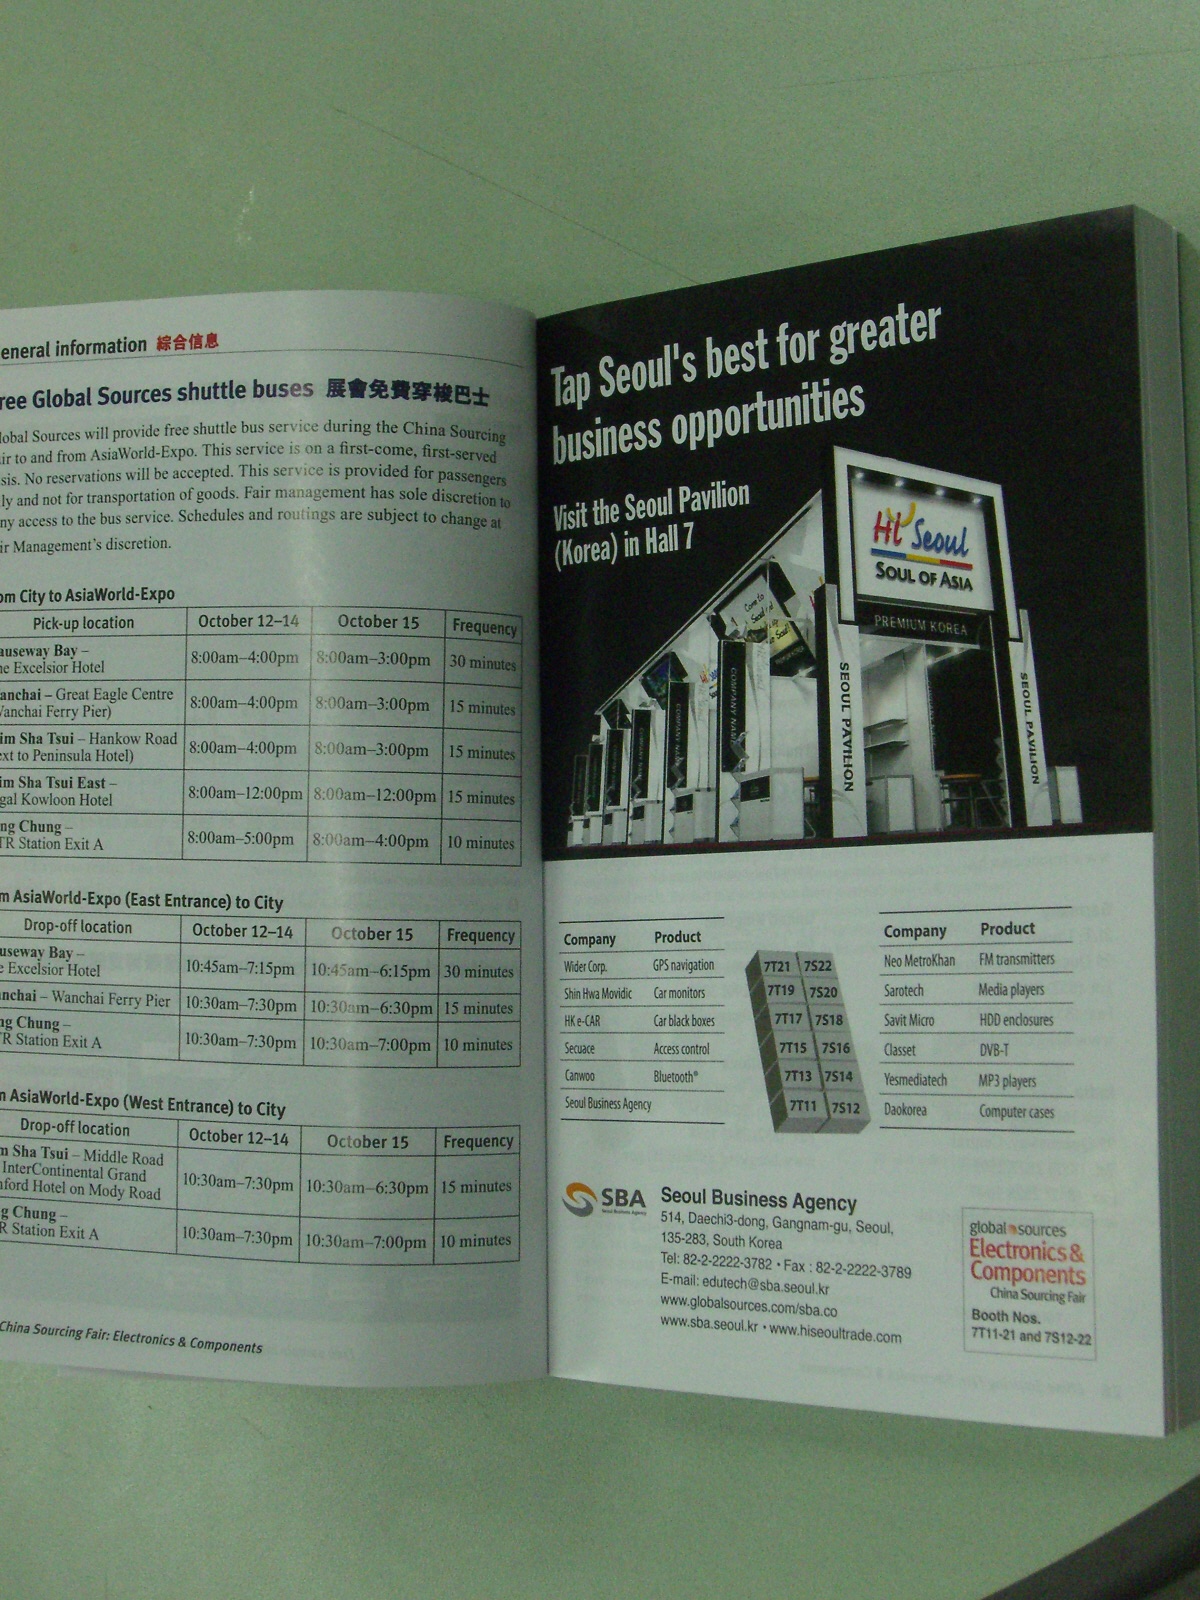 eneral information 綜合信息
ree Global Sources shuttle buses 展會免費穿梭巴士
lobal Sources will provide free shuttle bus service during the China Sourcing
ir to and from AsiaWorld-Expo. This service is on a first-come, first-served
sis. No reservations will be accepted. This service is provided for passengers
ly and not for transportation of goods. Fair management has sole discretion to
ny access to the bus service. Schedules and routings are subject to change at
ir Management's discretion.
om City to AsiaWorld-Expo
Pick-up location October 12–14 October 15 Frequency
auseway Bay –
e Excelsior Hotel 8:00am–4:00pm 8:00am–3:00pm 30 minutes
anchai – Great Eagle Centre
Vanchai Ferry Pier) 8:00am–4:00pm 8:00am–3:00pm 15 minutes
im Sha Tsui – Hankow Road
ext to Peninsula Hotel) 8:00am–4:00pm 8:00am–3:00pm 15 minutes
im Sha Tsui East –
gal Kowloon Hotel 8:00am–12:00pm 8:00am–12:00pm 15 minutes
ng Chung –
TR Station Exit A 8:00am–5:00pm 8:00am–4:00pm 10 minutes
m AsiaWorld-Expo (East Entrance) to City
Drop-off location October 12–14 October 15 Frequency
useway Bay –
e Excelsior Hotel 10:45am–7:15pm 10:45am–6:15pm 30 minutes
nchai – Wanchai Ferry Pier 10:30am–7:30pm 10:30am–6:30pm 15 minutes
ng Chung –
R Station Exit A 10:30am–7:30pm 10:30am–7:00pm 10 minutes
n AsiaWorld-Expo (West Entrance) to City
Drop-off location October 12–14 October 15 Frequency
n Sha Tsui – Middle Road
InterContinental Grand
nford Hotel on Mody Road 10:30am–7:30pm 10:30am–6:30pm 15 minutes
g Chung –
R Station Exit A 10:30am–7:30pm 10:30am–7:00pm 10 minutes
China Sourcing Fair: Electronics & Components
Tap Seoul's best for greater
business opportunities
Visit the Seoul Pavilion
(Korea) in Hall 7
Hi Seoul
SOUL OF ASIA
PREMIUM KOREA
SEOUL PAVILION
SEOUL PAVILION
COMPANY NAME
COMPANY NAME
Company Product
Wider Corp. GPS navigation
Shin Hwa Movidic Car monitors
HK e-CAR Car black boxes
Secuace Access control
Canwoo Bluetooth®
Seoul Business Agency
7T21 7S22
7T19 7S20
7T17 7S18
7T15 7S16
7T13 7S14
7T11 7S12
Company Product
Neo MetroKhan FM transmitters
Sarotech Media players
Savit Micro HDD enclosures
Classet DVB-T
Yesmediatech MP3 players
Daokorea Computer cases
SBA
Seoul Business Agency
Seoul Business Agency
514, Daechi3-dong, Gangnam-gu, Seoul,
135-283, South Korea
Tel: 82-2-2222-3782 • Fax : 82-2-2222-3789
E-mail: edutech@sba.seoul.kr
www.globalsources.com/sba.co
www.sba.seoul.kr • www.hiseoultrade.com
global sources
Electronics &
Components
China Sourcing Fair
Booth Nos.
7T11-21 and 7S12-22